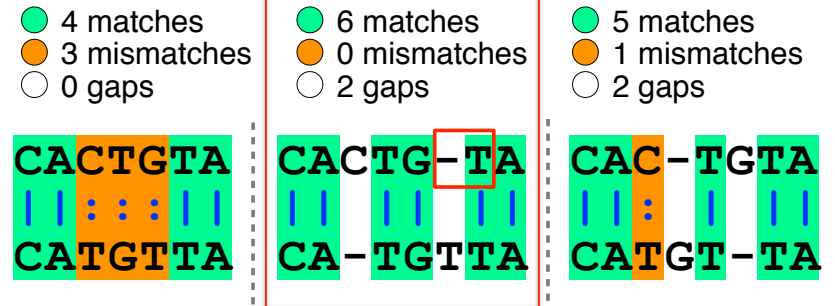 4 matches
3 mismatches
0 gaps
CACTGTA
||:::||
CATGTTA
6 matches
0 mismatches
2 gaps
CACTG-TA
|| || ||
CA-TGTTA
5 matches
1 mismatches
2 gaps
CAC-TGTA
||: | ||
CATGT-TA